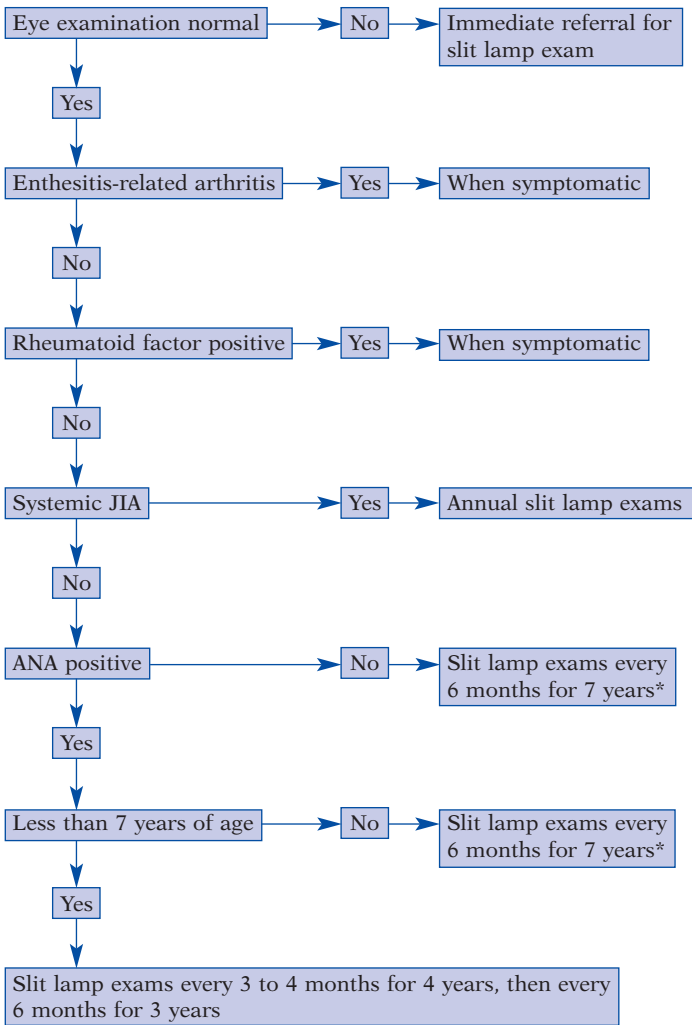 Eye examination normal
No
Immediate referral for
slit lamp exam
Yes
Enthesitis-related arthritis
Yes
When symptomatic
No
Rheumatoid factor positive
Yes
When symptomatic
No
Systemic JIA
Yes
Annual slit lamp exams
No
ANA positive
No
Slit lamp exams every
6 months for 7 years*
Yes
Less than 7 years of age
No
Slit lamp exams every
6 months for 7 years*
Yes
Slit lamp exams every 3 to 4 months for 4 years, then every
6 months for 3 years